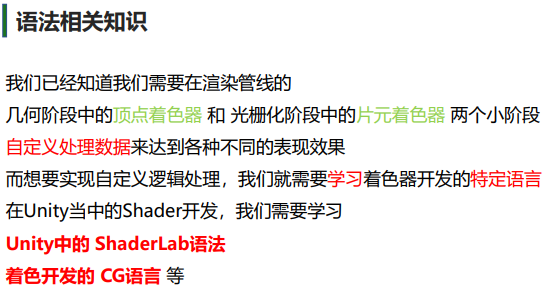 语法相关知识
我们已经知道我们需要在渲染管线的
几何阶段中的顶点着色器 和 光栅化阶段中的片元着色器 两个小阶段
自定义处理数据来达到各种不同的表现效果
而想要实现自定义逻辑处理，我们就需要学习着色器开发的特定语言
在Unity当中的Shader开发，我们需要学习
Unity中的 ShaderLab语法
着色开发的 CG语言 等